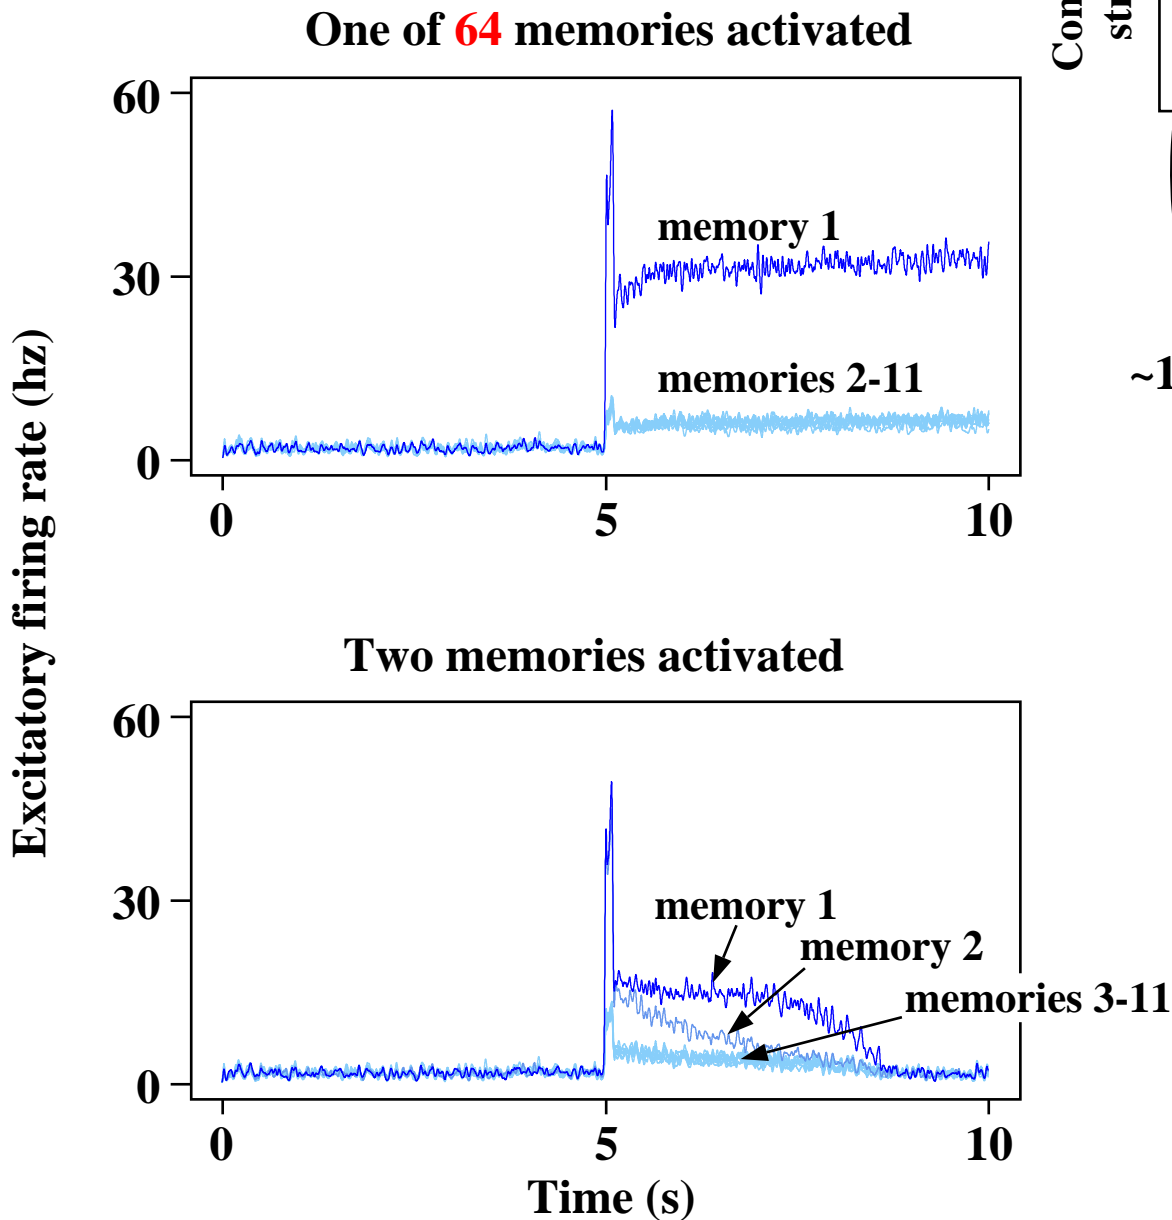 One of 64 memories activated
60
30
0
memory 1
memories 2-11
0 5 10
Excitatory firing rate (hz)
Two memories activated
60
30
0
memory 1
memory 2
memories 3-11
0 5 10
Time (s)
~1